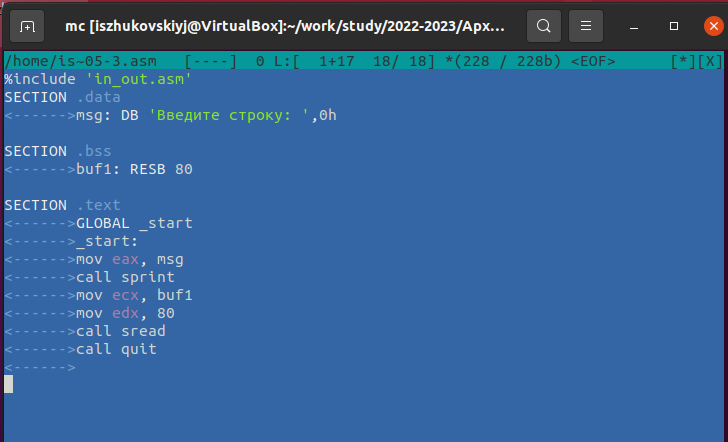 mc [iszhukovskiyj@VirtualBox]:~/work/study/2022-2023/Арх...
/home/is~05-3.asm   [----]  0 L:[  1+17  18/ 18] *(228 / 228b) <EOF>      [*][X]
%include 'in_out.asm'
SECTION .data
<------>msg: DB 'Введите строку: ',0h
SECTION .bss
<------>buf1: RESB 80
SECTION .text
<------>GLOBAL _start
<------>_start:
<------>mov eax, msg
<------>call sprint
<------>mov ecx, buf1
<------>mov edx, 80
<------>call sread
<------>call quit
<------>